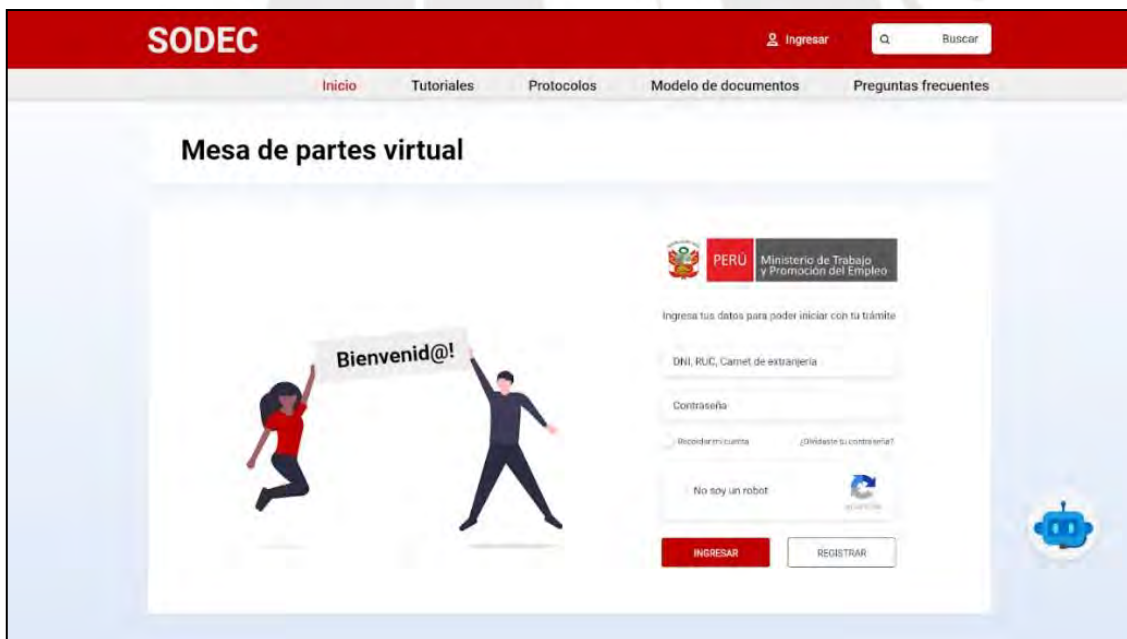 SODEC
Ingresar
Buscar
Inicio Tutoriales Protocolos Modelo de documentos Preguntas frecuentes
Mesa de partes virtual
PERÚ Ministerio de Trabajo
y Promoción del Empleo
Ingresa tus datos para poder iniciar con tu trámite
Bienvenid@!
DNI, RUC, Carnet de extranjería
Contraseña
Recordar mi cuenta ¿Olvidaste tu contraseña?
No soy un robot
INGRESAR REGISTRAR